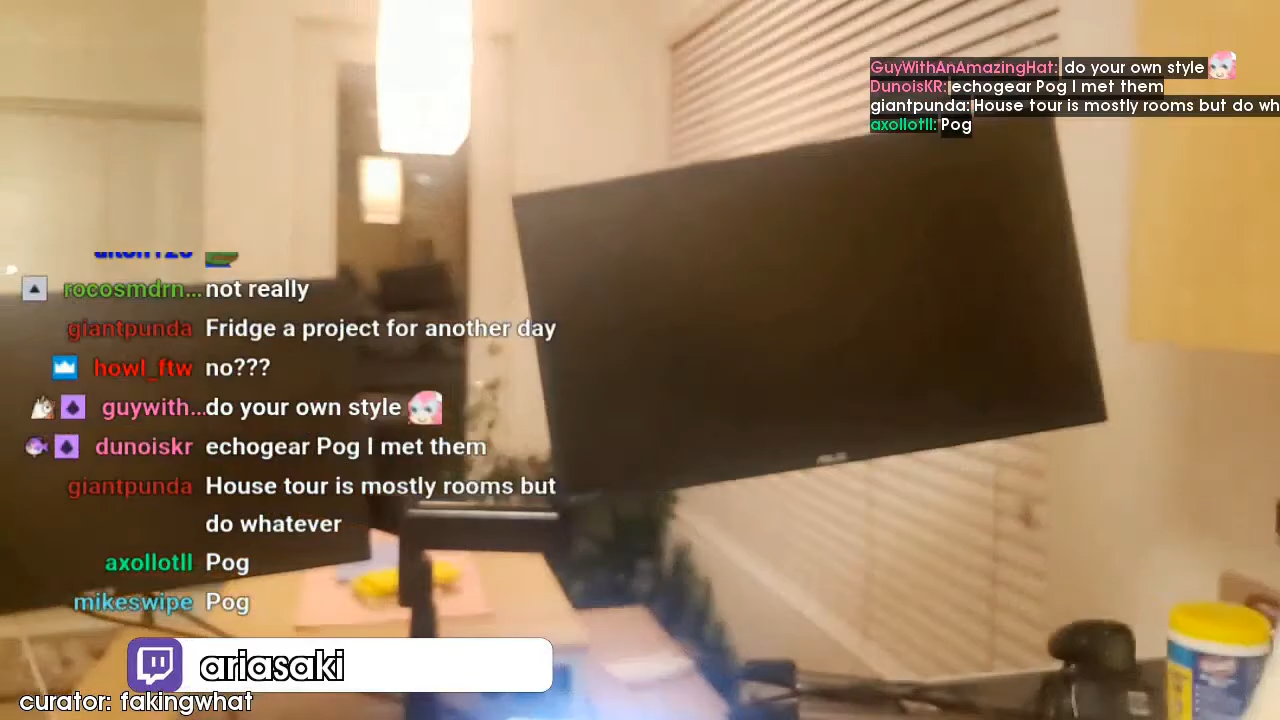 GuyWithAnAmazingHat: do your own style
DunoisKR: echogear Pog I met them
giantpunda: House tour is mostly rooms but do wh
axollotll: Pog
rocosmdrn... not really
giantpunda Fridge a project for another day
howl_ftw no???
guywith... do your own style
dunoiskr echogear Pog I met them
giantpunda House tour is mostly rooms but
do whatever
axollotll Pog
mikeswipe Pog
ariasaki
curator: fakingwhat